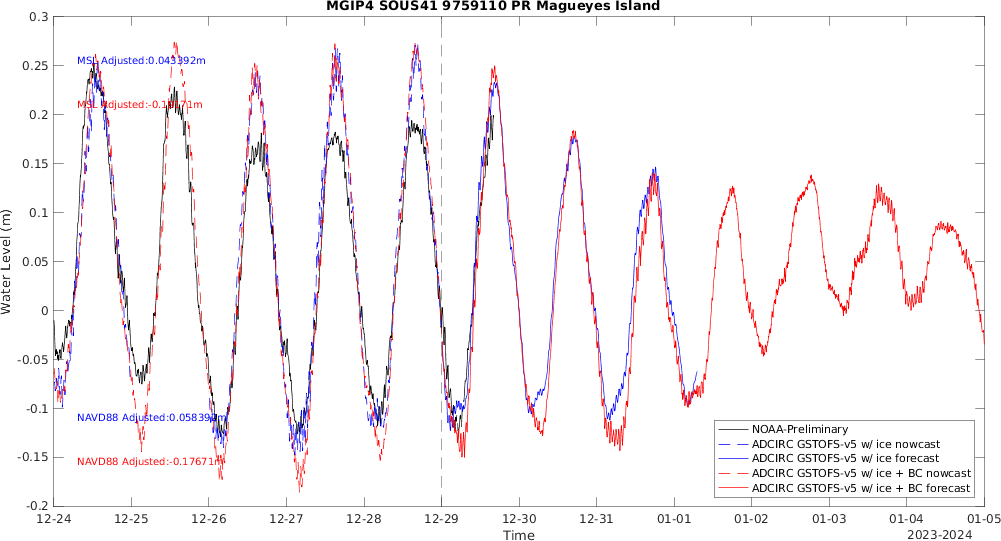 MGIP4 SOUS41 9759110 PR Magueyes Island
0.3
0.25
0.2
0.15
0.1
0.05
0
-0.05
-0.1
-0.15
-0.2
Water Level (m)
MSL Adjusted:0.043392m
MSL
NAVD88 Adjusted:0.058392m
NAVD88 Adjusted:-0.17671m
NOAA-Preliminary
ADCIRC GSTOFS-v5 w/ ice nowcast
ADCIRC GSTOFS-v5 w/ ice forecast
ADCIRC GSTOFS-v5 w/ ice + BC nowcast
ADCIRC GSTOFS-v5 w/ ice + BC forecast
12-24 12-25 12-26 12-27 12-28 12-29 12-30 12-31 01-01 01-02 01-03 01-04 01-05
Time
2023-2024